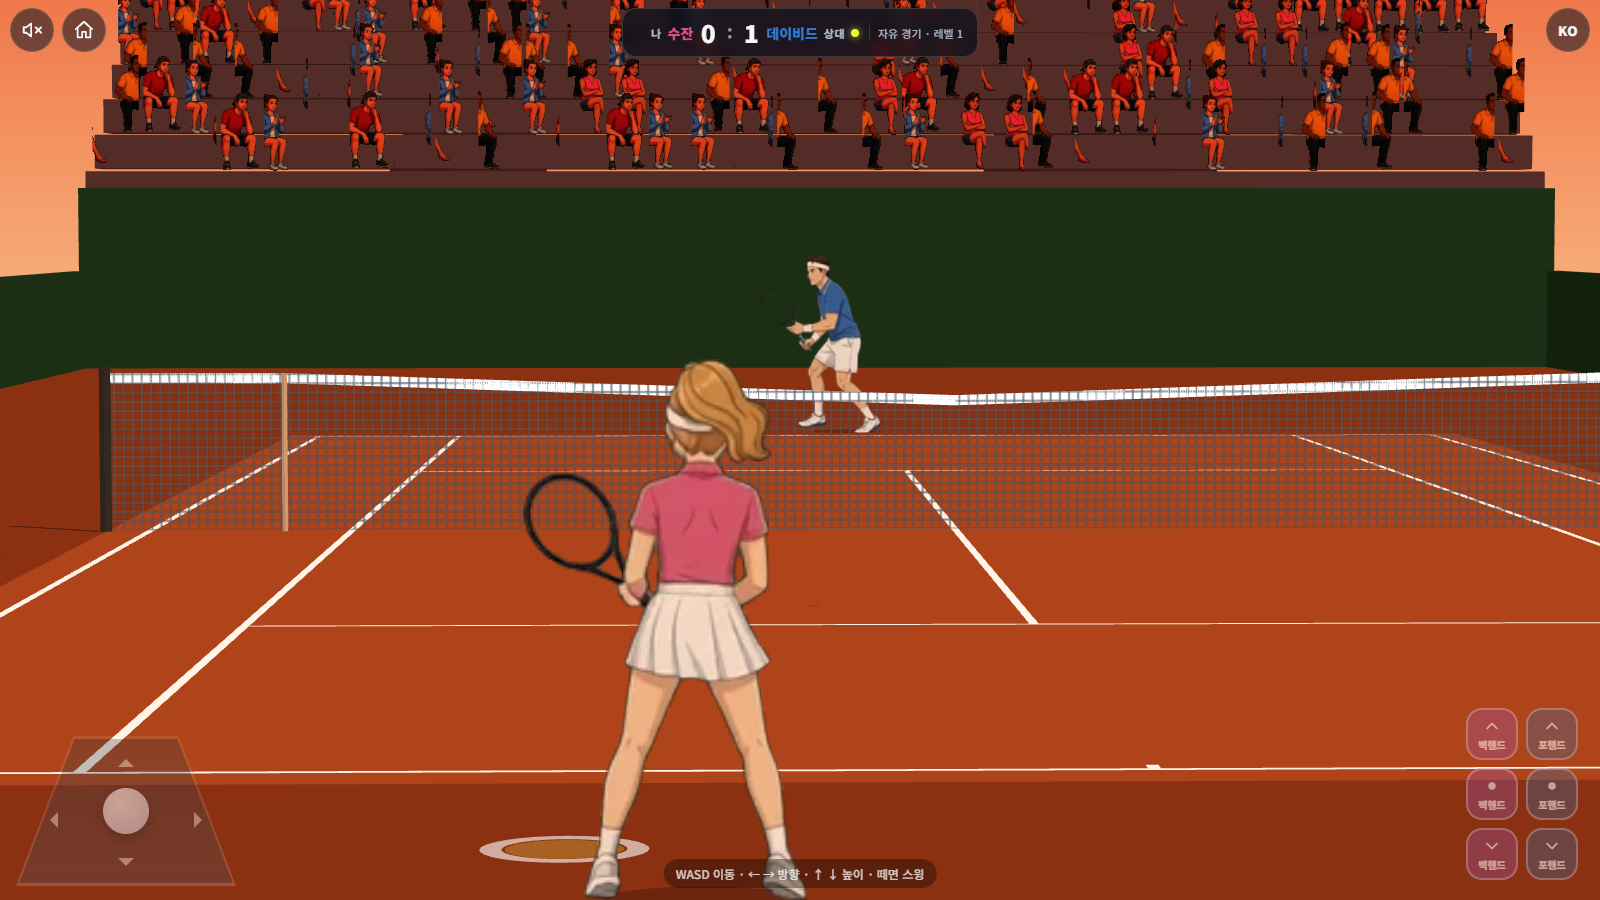 나 수잔 0 : 1 데이비드 상대 자유 경기 · 레벨 1
KO
백핸드 포핸드
백핸드 포핸드
백핸드 포핸드
WASD 이동 · ←→ 방향 · ↑↓ 높이 · 떼면 스윙